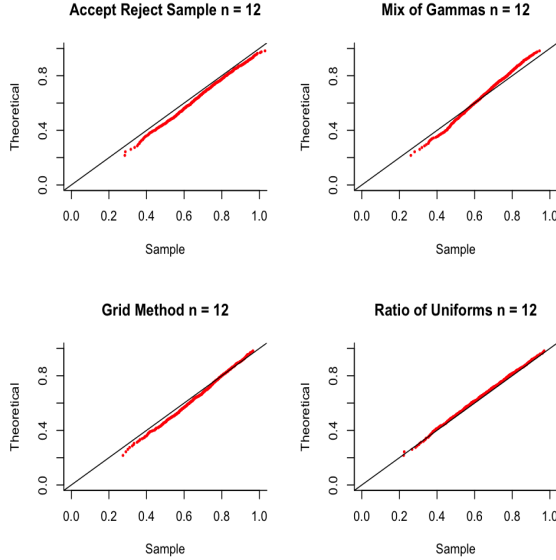 Accept Reject Sample n = 12
Theoretical
0.0 0.4 0.8
0.0 0.2 0.4 0.6 0.8 1.0
Sample
Mix of Gammas n = 12
Theoretical
0.0 0.4 0.8
0.0 0.2 0.4 0.6 0.8 1.0
Sample
Grid Method n = 12
Theoretical
0.0 0.4 0.8
0.0 0.2 0.4 0.6 0.8 1.0
Sample
Ratio of Uniforms n = 12
Theoretical
0.0 0.4 0.8
0.0 0.2 0.4 0.6 0.8 1.0
Sample